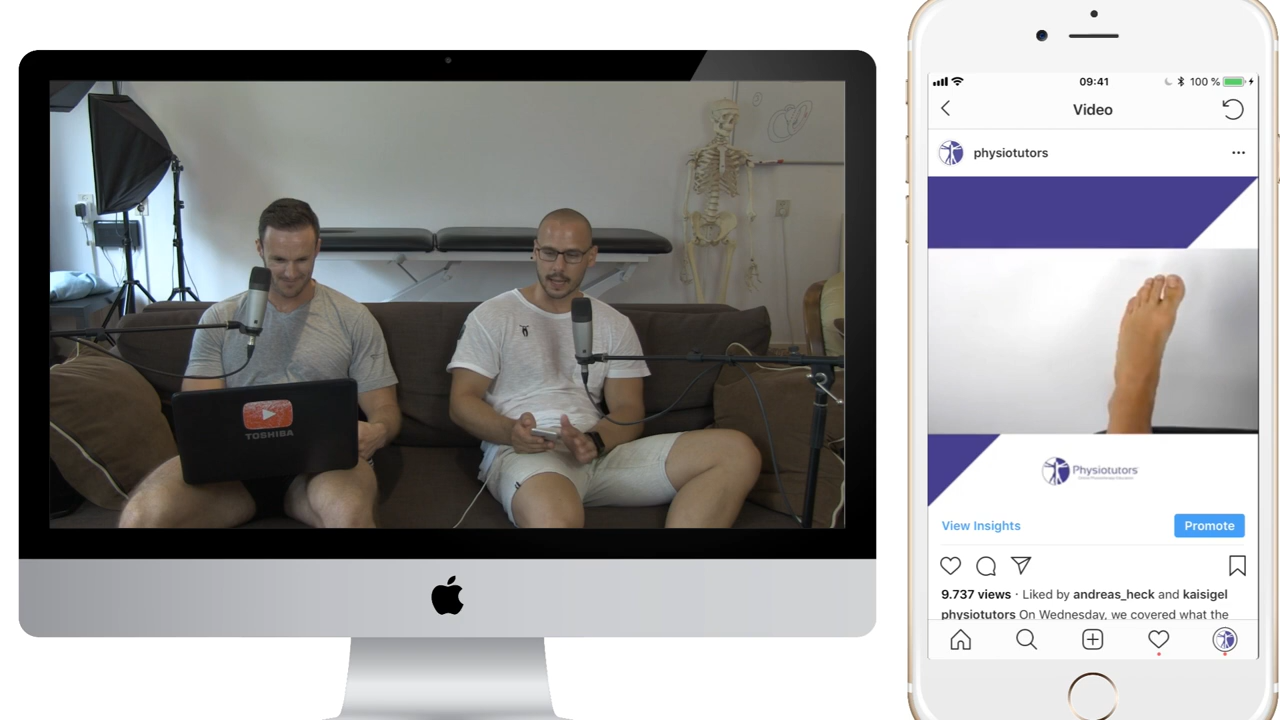 TOSHIBA
09:41
100 %
Video
physiotutors
Physiotutors
View Insights
Promote
9.737 views · Liked by andreas_heck and kaisigel
physiotutors On Wednesday, we covered what the